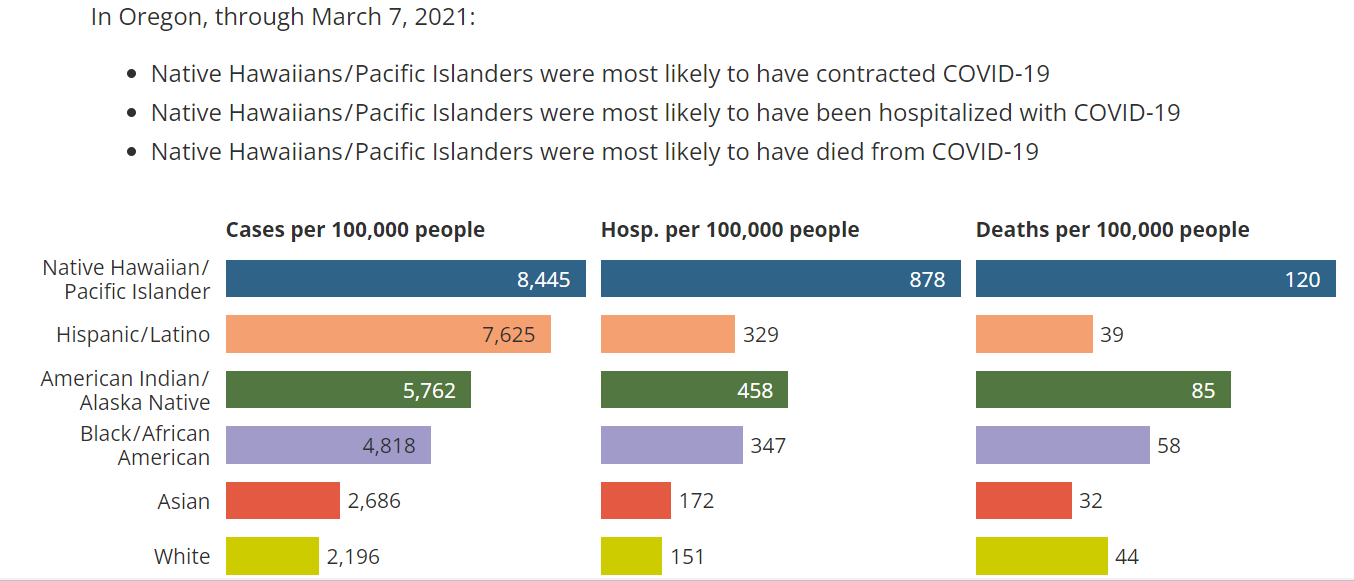 In Oregon, through March 7, 2021:
• Native Hawaiians/Pacific Islanders were most likely to have contracted COVID-19
• Native Hawaiians/Pacific Islanders were most likely to have been hospitalized with COVID-19
• Native Hawaiians/Pacific Islanders were most likely to have died from COVID-19
Cases per 100,000 people Hosp. per 100,000 people Deaths per 100,000 people
Native Hawaiian/
Pacific Islander 8,445 878 120
Hispanic/Latino 7,625 329 39
American Indian/
Alaska Native 5,762 458 85
Black/African
American 4,818 347 58
Asian 2,686 172 32
White 2,196 151 44